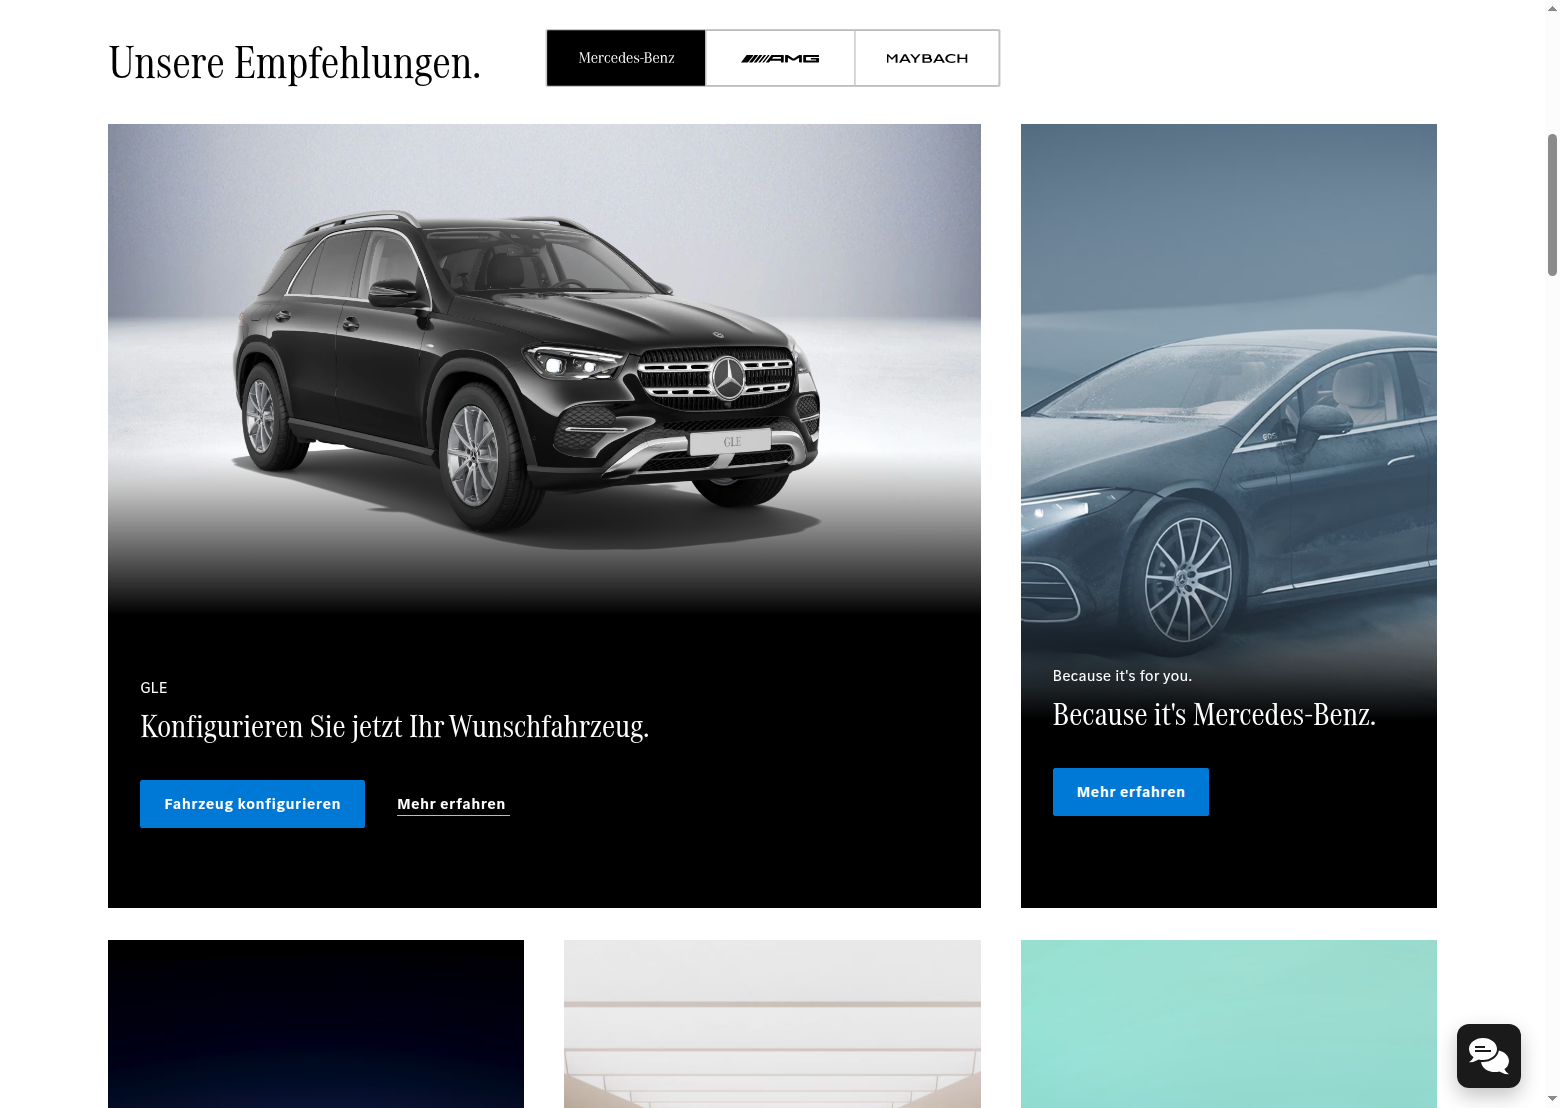 Unsere Empfehlungen.
Mercedes-Benz
AMG
MAYBACH
GLE
EQS
GLE
Konfigurieren Sie jetzt Ihr Wunschfahrzeug.
Fahrzeug konfigurieren
Mehr erfahren
Because it's for you.
Because it's Mercedes-Benz.
Mehr erfahren